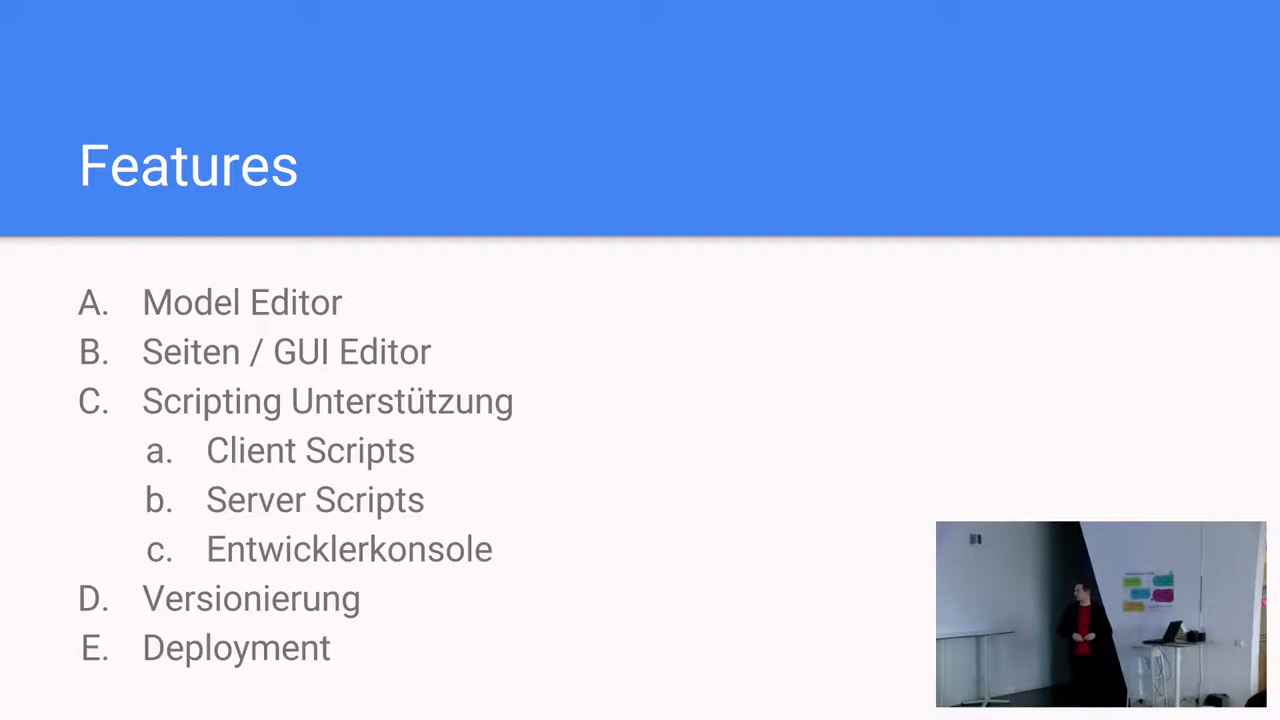 Features
A. Model Editor
B. Seiten / GUI Editor
C. Scripting Unterstützung
a. Client Scripts
b. Server Scripts
c. Entwicklerkonsole
D. Versionierung
E. Deployment